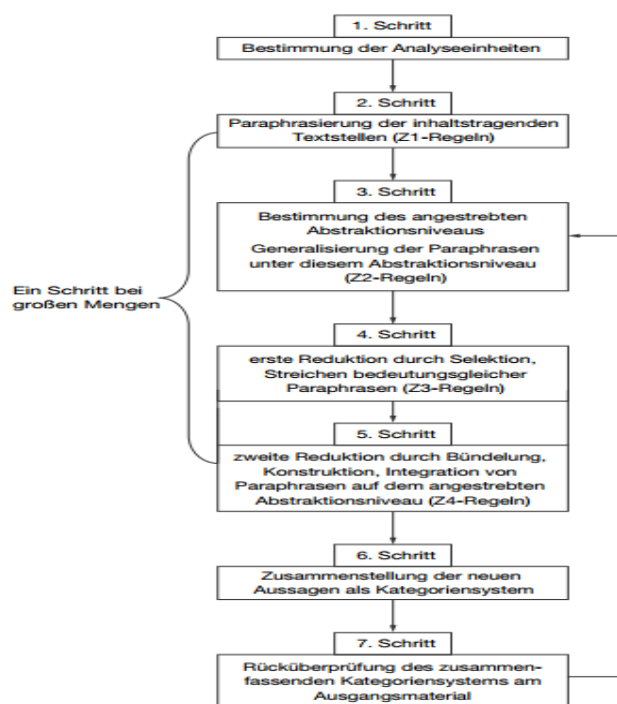 1. Schritt
Bestimmung der Analyseeinheiten
2. Schritt
Paraphrasierung der inhaltstragenden
Textstellen (Z1-Regeln)
3. Schritt
Bestimmung des angestrebten
Abstraktionsniveaus
Generalisierung der Paraphrasen
unter diesem Abstraktionsniveau
(Z2-Regeln)
Ein Schritt bei
großen Mengen
4. Schritt
erste Reduktion durch Selektion,
Streichen bedeutungsgleicher
Paraphrasen (Z3-Regeln)
5. Schritt
zweite Reduktion durch Bündelung,
Konstruktion, Integration von
Paraphrasen auf dem angestrebten
Abstraktionsniveau (Z4-Regeln)
6. Schritt
Zusammenstellung der neuen
Aussagen als Kategoriensystem
7. Schritt
Rücküberprüfung des zusammen-
fassenden Kategoriensystems am
Ausgangsmaterial